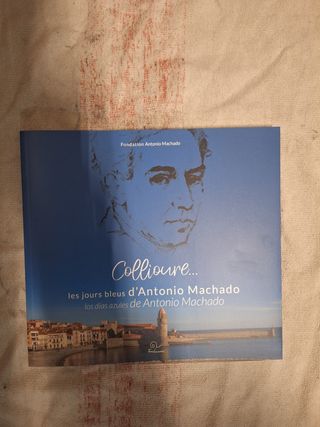 Fondation Antonio Machado
Collioure...
les jours bleus d'Antonio Machado
los días azules de Antonio Machado